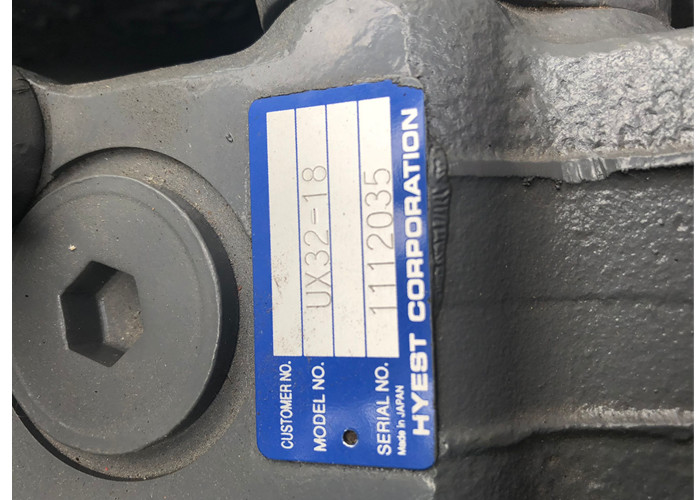 CUSTOMER NO.
MODEL NO. UX32-18
SERIAL NO. 1112035
Made in JAPAN
HYEST CORPORATION